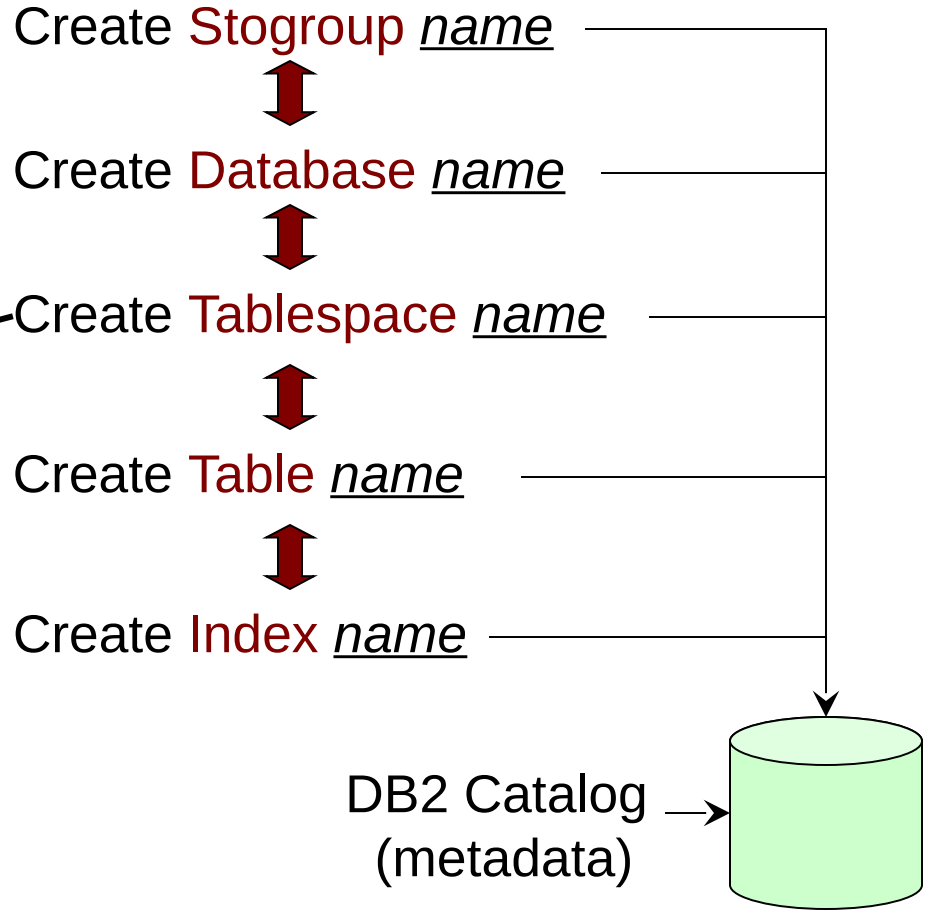 Create Stogroup name
Create Database name
Create Tablespace name
Create Table name
Create Index name
DB2 Catalog
(metadata)